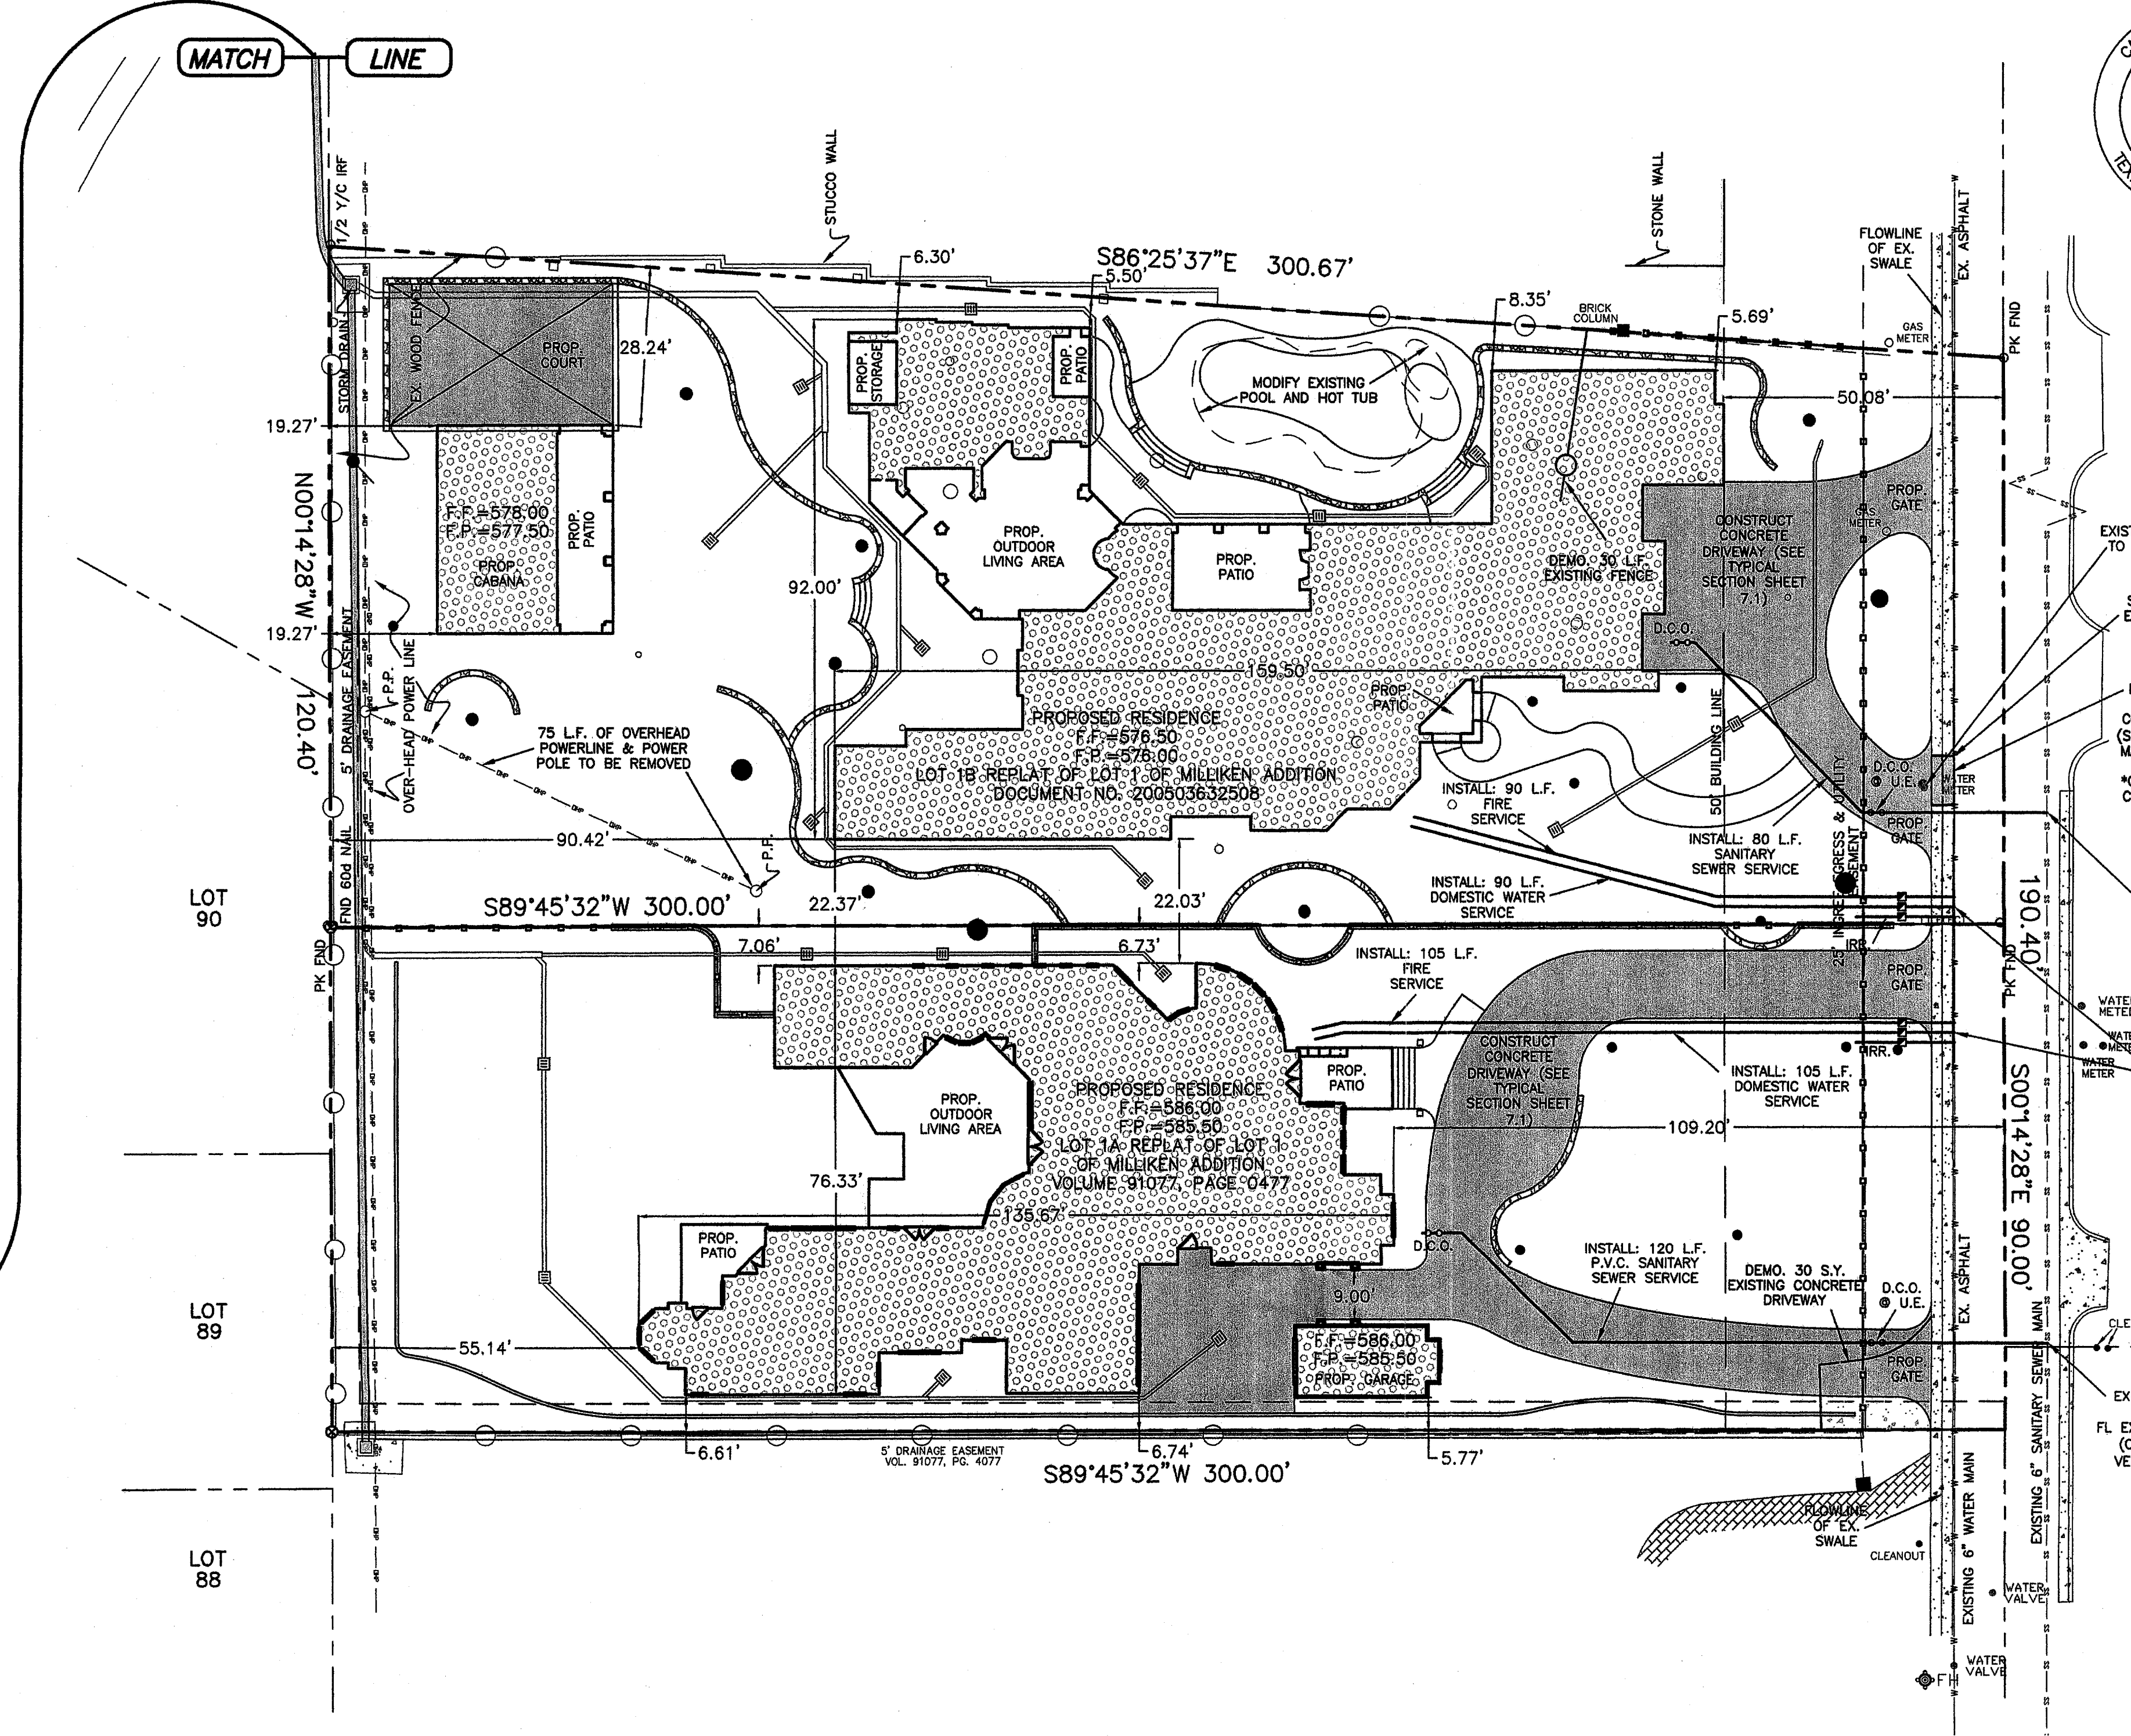 MATCH LINE
1/2 Y/C IRF
STUCCO WALL
STONE WALL
6.30'
S86°25'37"E 300.67'
5.50'
8.35'
BRICK
COLUMN
5.69'
FLOWLINE
OF EX.
SWALE
EX. ASPHALT
GAS
METER
PK FND
STORM DRAIN
EX. WOOD FENCE
PROP.
COURT
28.24'
PROP.
STORAGE
PROP.
PATIO
MODIFY EXISTING
POOL AND HOT TUB
50.08'
19.27'
N00°14'28"W 120.40'
F.F.=578.00
F.P.=577.50
PROP.
CABANA
PROP.
PATIO
19.27'
92.00'
PROP.
OUTDOOR
LIVING AREA
PROP.
PATIO
DEMO. 30 L.F.
EXISTING FENCE
CONSTRUCT
CONCRETE
DRIVEWAY (SEE
TYPICAL
SECTION SHEET
7.1)
GAS
METER
PROP.
GATE
D.C.O.
5' DRAINAGE EASEMENT
P.P.
OVER-HEAD POWER LINE
75 L.F. OF OVERHEAD
POWERLINE & POWER
POLE TO BE REMOVED
159.50'
PROP.
PATIO
PROPOSED RESIDENCE
F.F.=576.50
F.P.=576.00
LOT 1B REPLAT OF LOT 1 OF MILLIKEN ADDITION
DOCUMENT NO. 200503632508
50' BUILDING LINE
INSTALL: 90 L.F.
FIRE
SERVICE
INSTALL: 80 L.F.
SANITARY
SEWER SERVICE
25' INGRESS EGRESS & UTILITY
EASEMENT
D.C.O.
@ U.E.
WATER
METER
PROP.
GATE
90.42'
P.P.
FND 60d NAIL
LOT
90
S89°45'32"W 300.00'
22.37'
22.03'
INSTALL: 90 L.F.
DOMESTIC WATER
SERVICE
190.40'
PK FND
7.06'
6.73'
IRR.
PK FND
INSTALL: 105 L.F.
FIRE
SERVICE
PROP.
GATE
CONSTRUCT
CONCRETE
DRIVEWAY (SEE
TYPICAL
SECTION SHEET
7.1)
IRR.
WATER
METER
PROP.
PATIO
INSTALL: 105 L.F.
DOMESTIC WATER
SERVICE
PROP.
OUTDOOR
LIVING AREA
PROPOSED RESIDENCE
F.F.=586.00
F.P.=585.50
LOT 1A REPLAT OF LOT 1
OF MILLIKEN ADDITION
VOLUME 91077, PAGE 0477
109.20'
S00°14'28"E 90.00'
76.33'
135.67'
PROP.
PATIO
D.C.O.
INSTALL: 120 L.F.
P.V.C. SANITARY
SEWER SERVICE
DEMO. 30 S.Y.
EXISTING CONCRETE
DRIVEWAY
D.C.O.
@ U.E.
EX. ASPHALT
LOT
89
9.00'
55.14'
F.F.=586.00
F.P.=585.50
PROP. GARAGE
PROP.
GATE
6.61'
5' DRAINAGE EASEMENT
VOL. 91077, PG. 4077
6.74'
5.77'
S89°45'32"W 300.00'
EXISTING 6" SANITARY SEWER MAIN
EXISTING 6" WATER MAIN
FLOWLINE
OF EX.
SWALE
CLEANOUT
LOT
88
WATER
VALVE
WATER
VALVE
FH